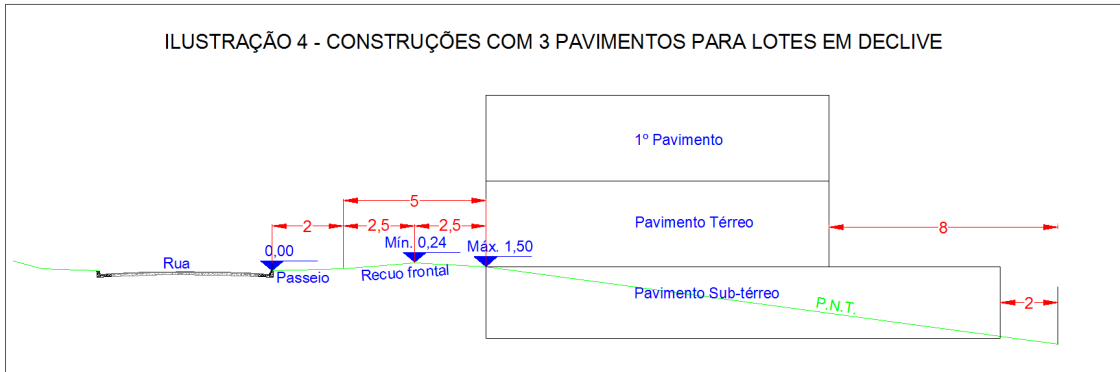 ILUSTRAÇÃO 4 - CONSTRUÇÕES COM 3 PAVIMENTOS PARA LOTES EM DECLIVE
1º Pavimento
5
2
2,5
2,5
Pavimento Térreo
8
0,00
Mín. 0,24
Máx. 1,50
Rua
Passeio
Recuo frontal
Pavimento Sub-térreo
P.N.T.
2